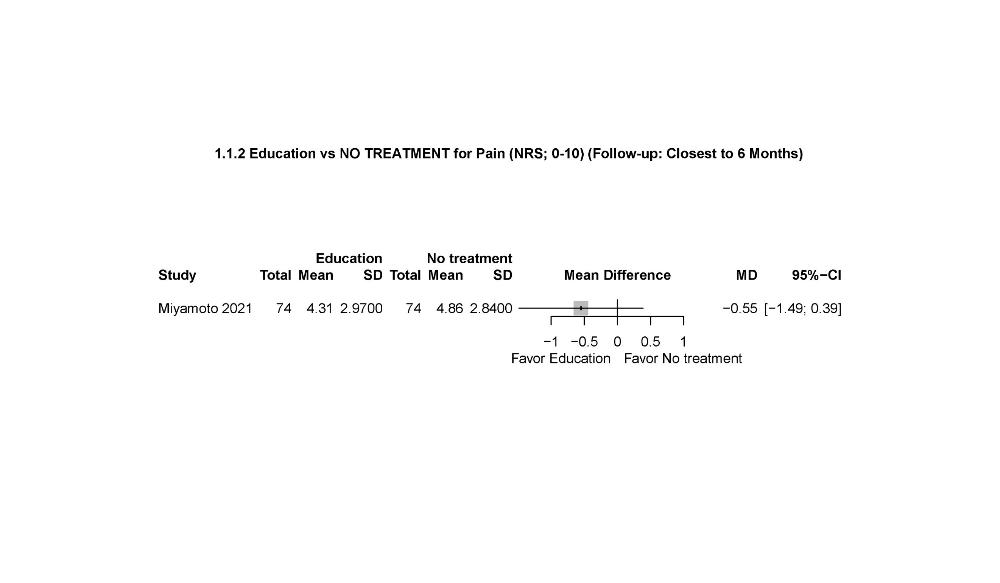 1.1.2 Education vs NO TREATMENT for Pain (NRS; 0-10) (Follow-up: Closest to 6 Months)
Education No treatment
Study Total Mean SD Total Mean SD Mean Difference MD 95%−CI
Miyamoto 2021 74 4.31 2.9700 74 4.86 2.8400 −0.55 [−1.49; 0.39]
−1 −0.5 0 0.5 1
Favor Education Favor No treatment